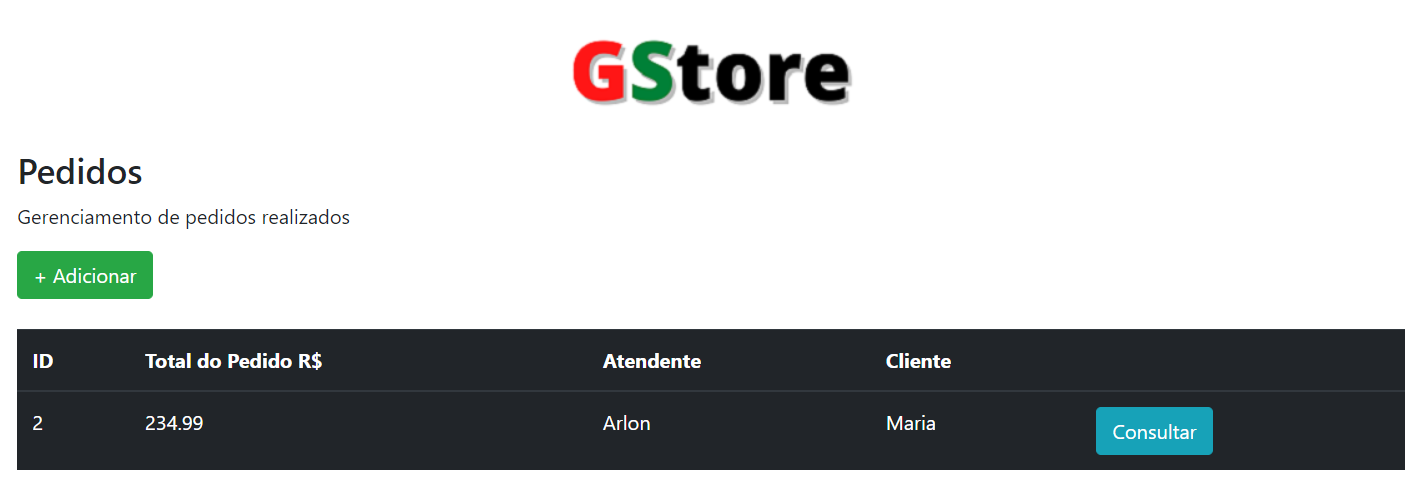 GStore
Pedidos
Gerenciamento de pedidos realizados
+ Adicionar
ID Total do Pedido R$ Atendente Cliente
2 234.99 Arlon Maria Consultar